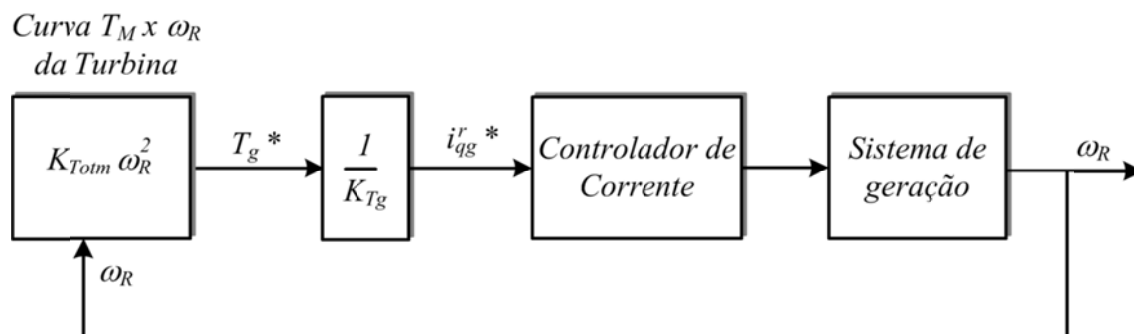 Curva T_M x ω_R
da Turbina
K_Totm ω_R^2
T_g *
1
K_Tg
i_qg^r *
Controlador de
Corrente
Sistema de
geração
ω_R
ω_R